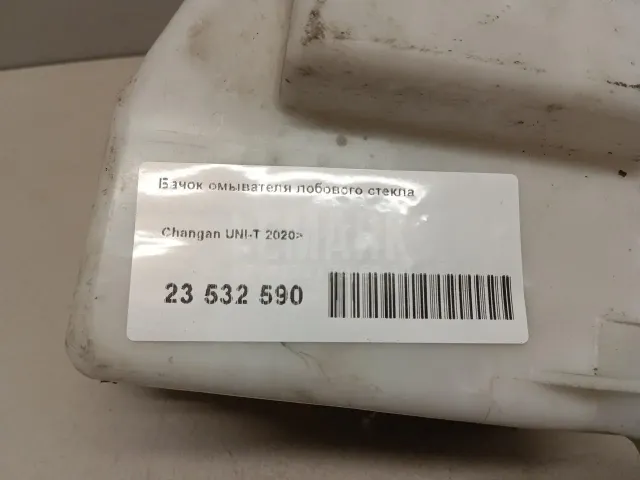 Бачок омывателя лобового стекла
Changan UNI-T 2020>
23 532 590